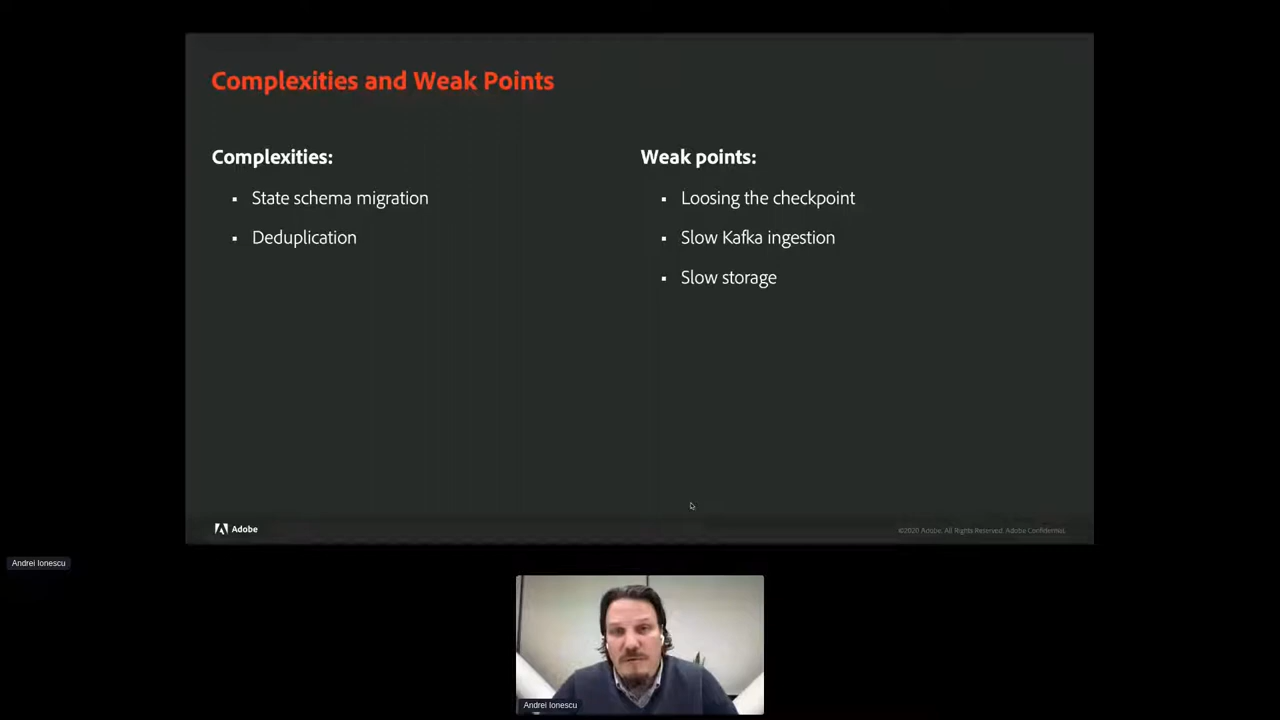 Complexities and Weak Points
Complexities:
▪ State schema migration
▪ Deduplication
Weak points:
▪ Loosing the checkpoint
▪ Slow Kafka ingestion
▪ Slow storage
Adobe
©2020 Adobe. All Rights Reserved. Adobe Confidential.
Andrei Ionescu
Andrei Ionescu